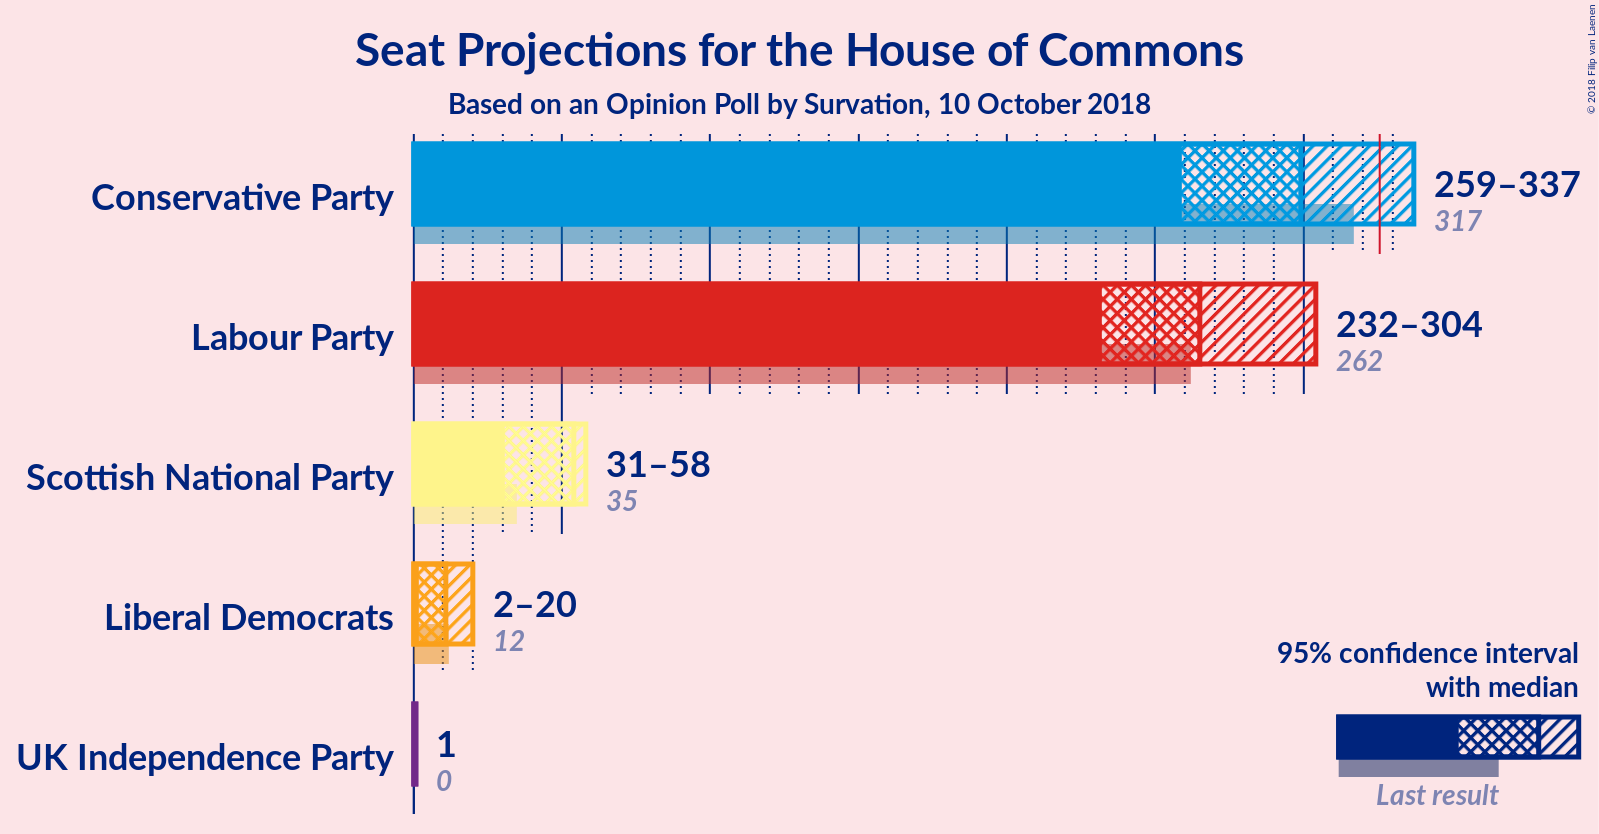 Seat Projections for the House of Commons
Based on an Opinion Poll by Survation, 10 October 2018
© 2018 Filip van Laenen
Conservative Party
259–337
317
Labour Party
232–304
262
Scottish National Party
31–58
35
Liberal Democrats
2–20
12
UK Independence Party
1
0
95% confidence interval
with median
Last result